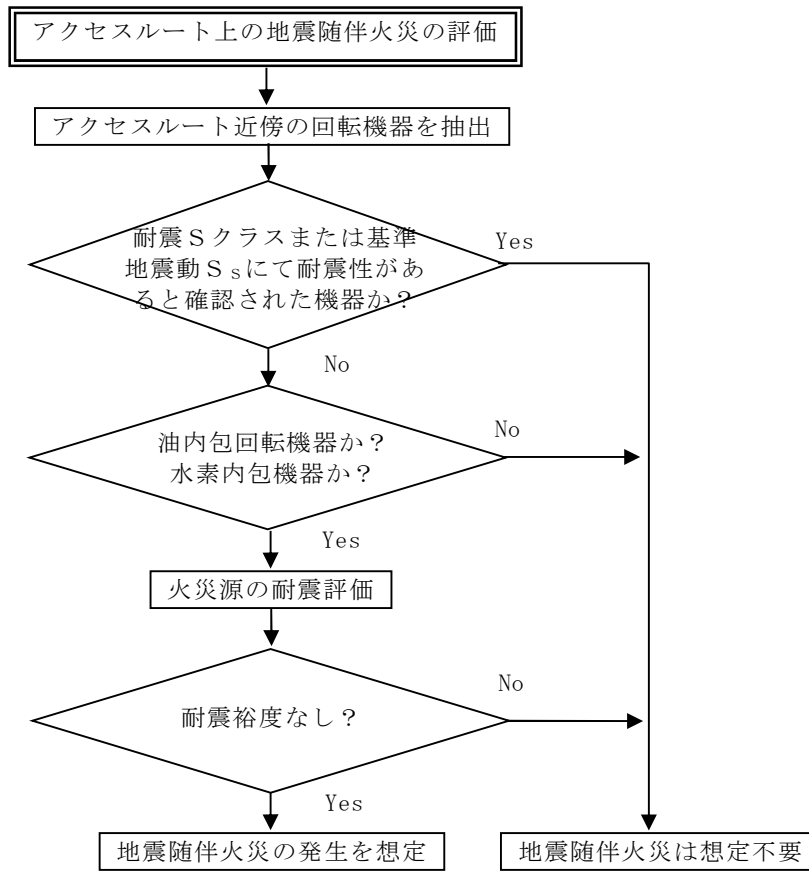 アクセスルート上の地震随伴火災の評価
アクセスルート近傍の回転機器を抽出
耐震Ｓクラスまたは基準
地震動Ｓｓにて耐震性があ
ると確認された機器か？
Yes
No
油内包回転機器か？
水素内包機器か？
No
Yes
火災源の耐震評価
耐震裕度なし？
No
Yes
地震随伴火災の発生を想定
地震随伴火災は想定不要